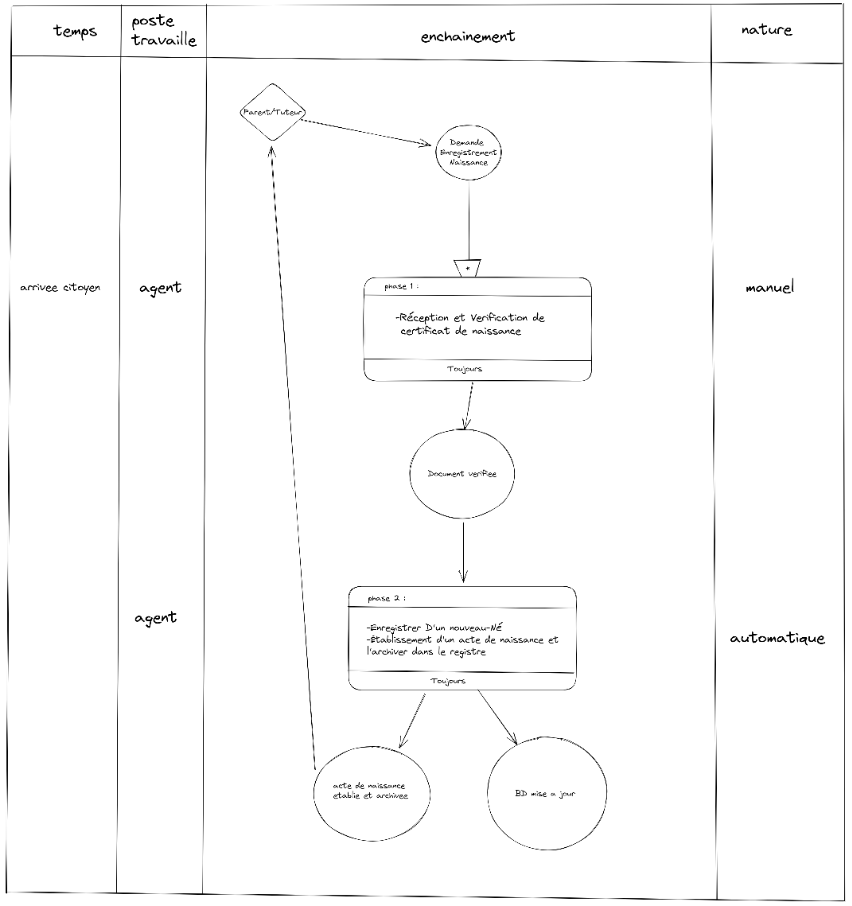 temps
poste
travaille
enchainement
nature
Parent/Tuteur
Demande
Enregistrement
Naissance
*
arrivee citoyen
agent
phase 1 :
-Réception et Verification de
certificat de naissance
Toujours
manuel
Document verifiee
agent
phase 2 :
-Enregistrer D'un nouveau-Né
-Etablissement d'un acte de naissance et
l'archiver dans le registre
Toujours
automatique
acte de naissance
etablie et archivee
BD mise a jour